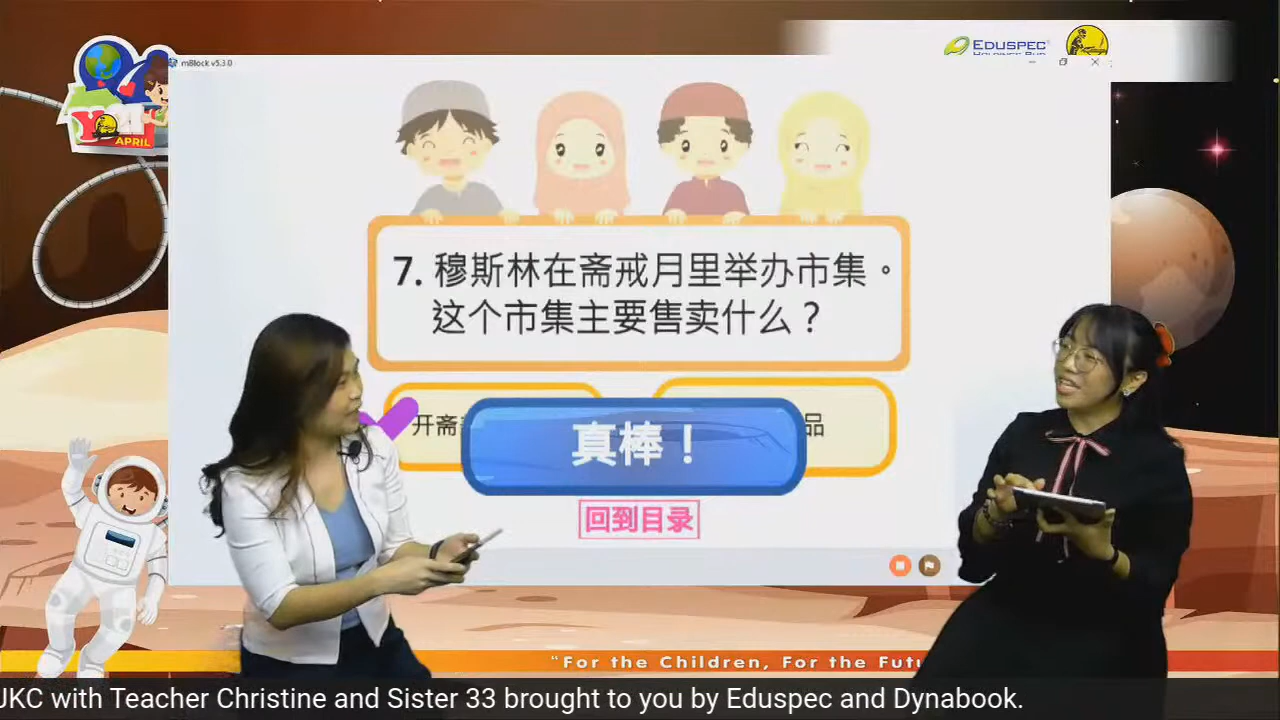 EDUSPEC
mBlock v5.3.0
APRIL
7. 穆斯林在斋戒月里举办市集。
这个市集主要售卖什么？
开斋
品
真棒！
回到目录
"For the Children, For the Futu
JKC with Teacher Christine and Sister 33 brought to you by Eduspec and Dynabook.